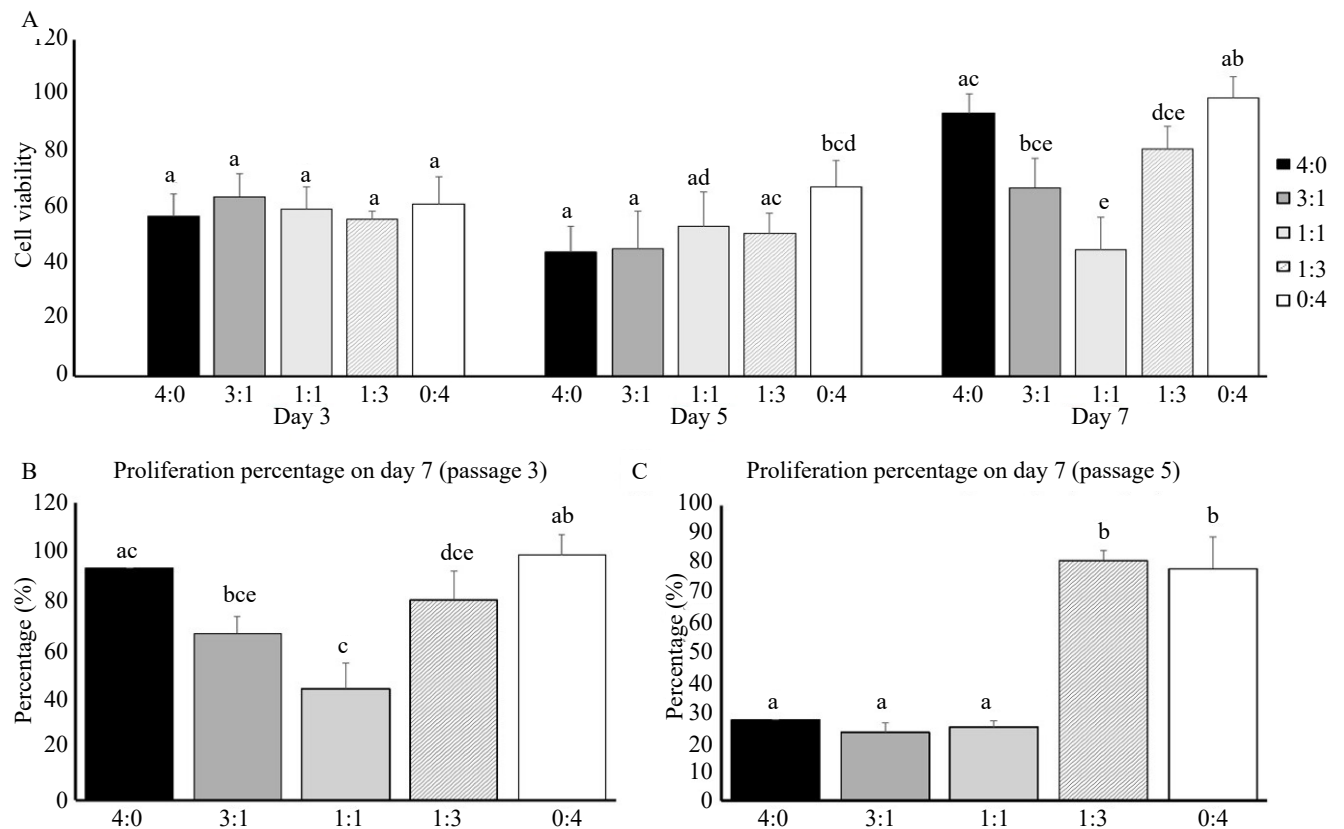 A
120
100
80
60
40
20
0
Cell viability
a a a a a
a a ad ac bcd
ac bce e dce ab
4:0 3:1 1:1 1:3 0:4
Day 3
4:0 3:1 1:1 1:3 0:4
Day 5
4:0 3:1 1:1 1:3 0:4
Day 7
4:0
3:1
1:1
1:3
0:4
B Proliferation percentage on day 7 (passage 3)
120
100
80
60
40
20
0
Percentage (%)
ac bce c dce ab
4:0 3:1 1:1 1:3 0:4
C Proliferation percentage on day 7 (passage 5)
100
90
80
70
60
50
40
30
20
10
0
Percentage (%)
a a a b b
4:0 3:1 1:1 1:3 0:4